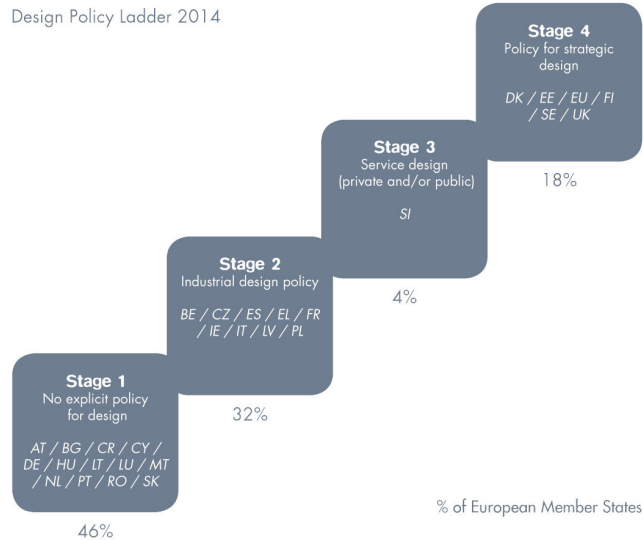 Design Policy Ladder 2014
Stage 4
Policy for strategic
design
DK / EE / EU / FI
/ SE / UK
18%
Stage 3
Service design
(private and/or public)
SI
4%
Stage 2
Industrial design policy
BE / CZ / ES / EL / FR
/ IE / IT / LV / PL
32%
Stage 1
No explicit policy
for design
AT / BG / CR / CY /
DE / HU / LT / LU / MT
/ NL / PT / RO / SK
46%
% of European Member States